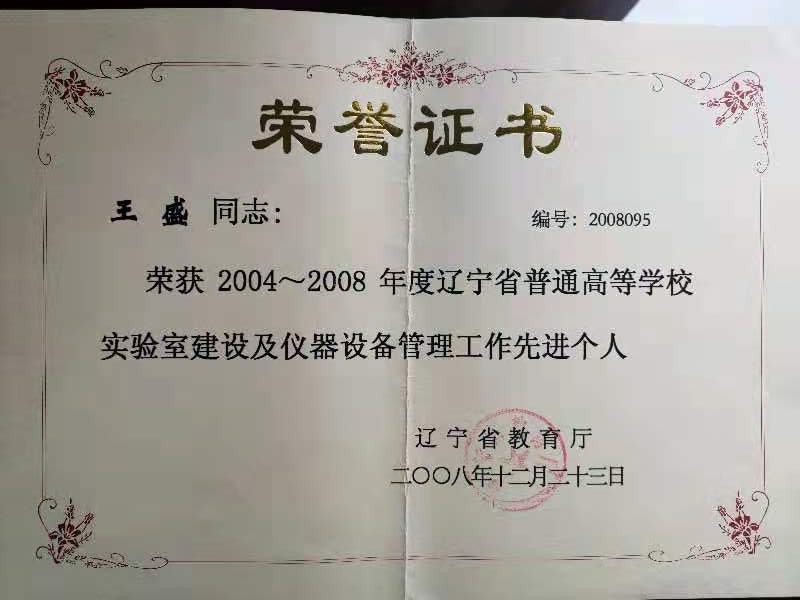 荣誉证书
王盛 同志:
编号: 2008095
荣获 2004～2008 年度辽宁省普通高等学校
实验室建设及仪器设备管理工作先进个人
辽宁省教育厅
二〇〇八年十二月二十三日